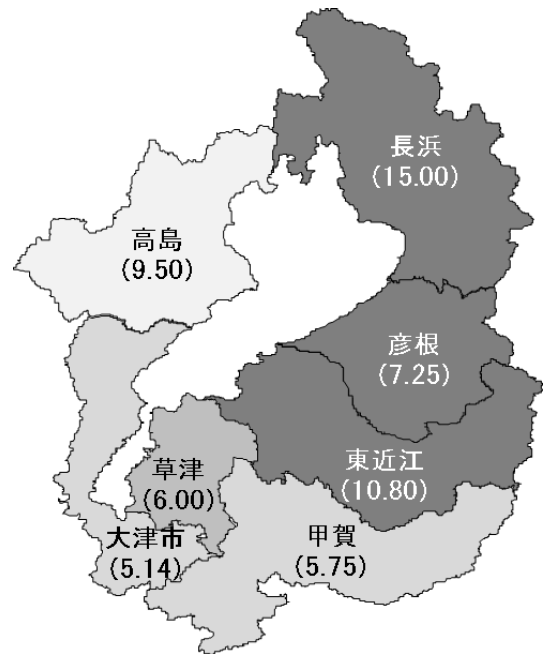 長浜
(15.00)
高島
(9.50)
彦根
(7.25)
東近江
(10.80)
草津
(6.00)
大津市
(5.14)
甲賀
(5.75)